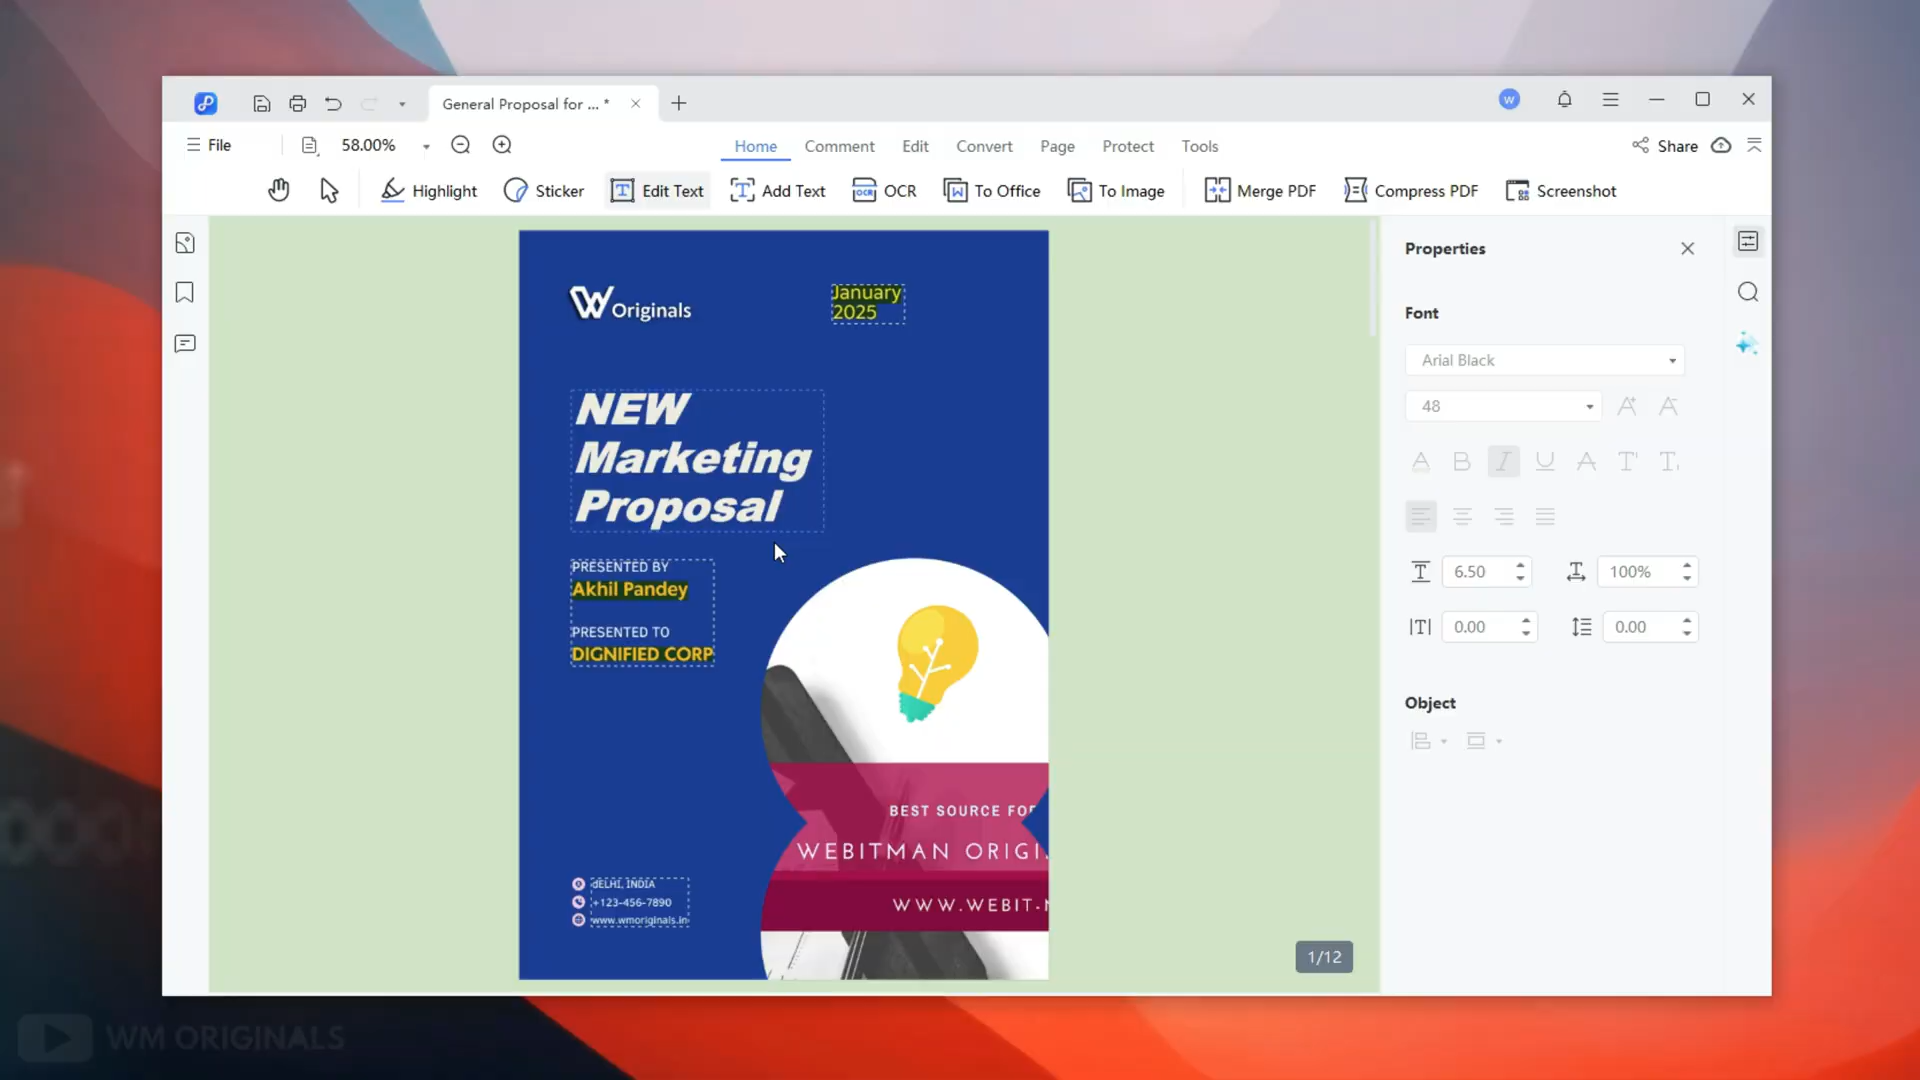 General Proposal for ... *
File
58.00%
Home
Comment
Edit
Convert
Page
Protect
Tools
Share
W
Highlight
Sticker
Edit Text
Add Text
OCR
To Office
To Image
Merge PDF
Compress PDF
Screenshot
W Originals
January
2025
NEW
Marketing
Proposal
PRESENTED BY
Akhil Pandey
PRESENTED TO
DIGNIFIED CORP
BEST SOURCE FOR
WEBITMAN ORIGI
WWW.WEBIT-
dELHI, INDIA
+123-456-7890
www.wmoriginals.in
1/12
Properties
Font
Arial Black
48
6.50
100%
0.00
0.00
Object
WM ORIGINALS